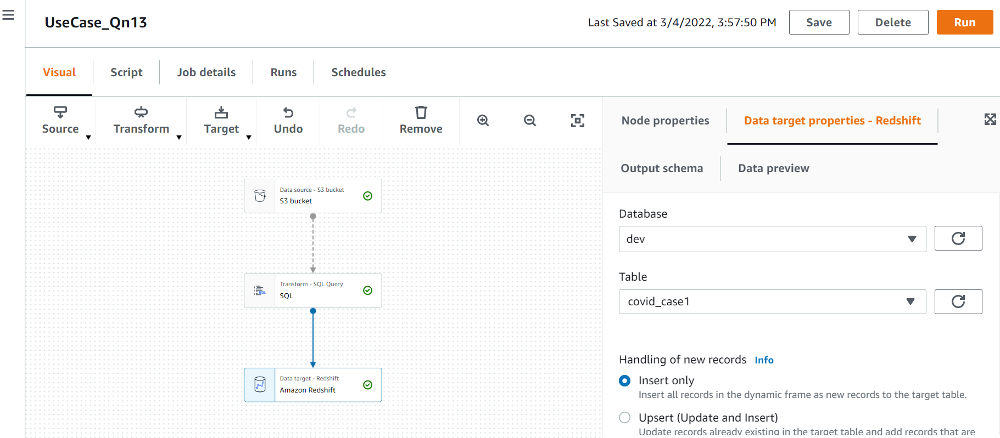 UseCase_Qn13
Last Saved at 3/4/2022, 3:57:50 PM
Save
Delete
Run
Visual
Script
Job details
Runs
Schedules
Source
Transform
Target
Undo
Redo
Remove
Node properties
Data target properties - Redshift
Output schema
Data preview
Data source - S3 bucket
S3 bucket
Transform - SQL Query
SQL
SQL
Data target - Redshift
Amazon Redshift
Database
dev
Table
covid_case1
Handling of new records Info
Insert only
Insert all records in the dynamic frame as new records to the target table.
Upsert (Update and Insert)
Update records already existing in the target table and add records that are